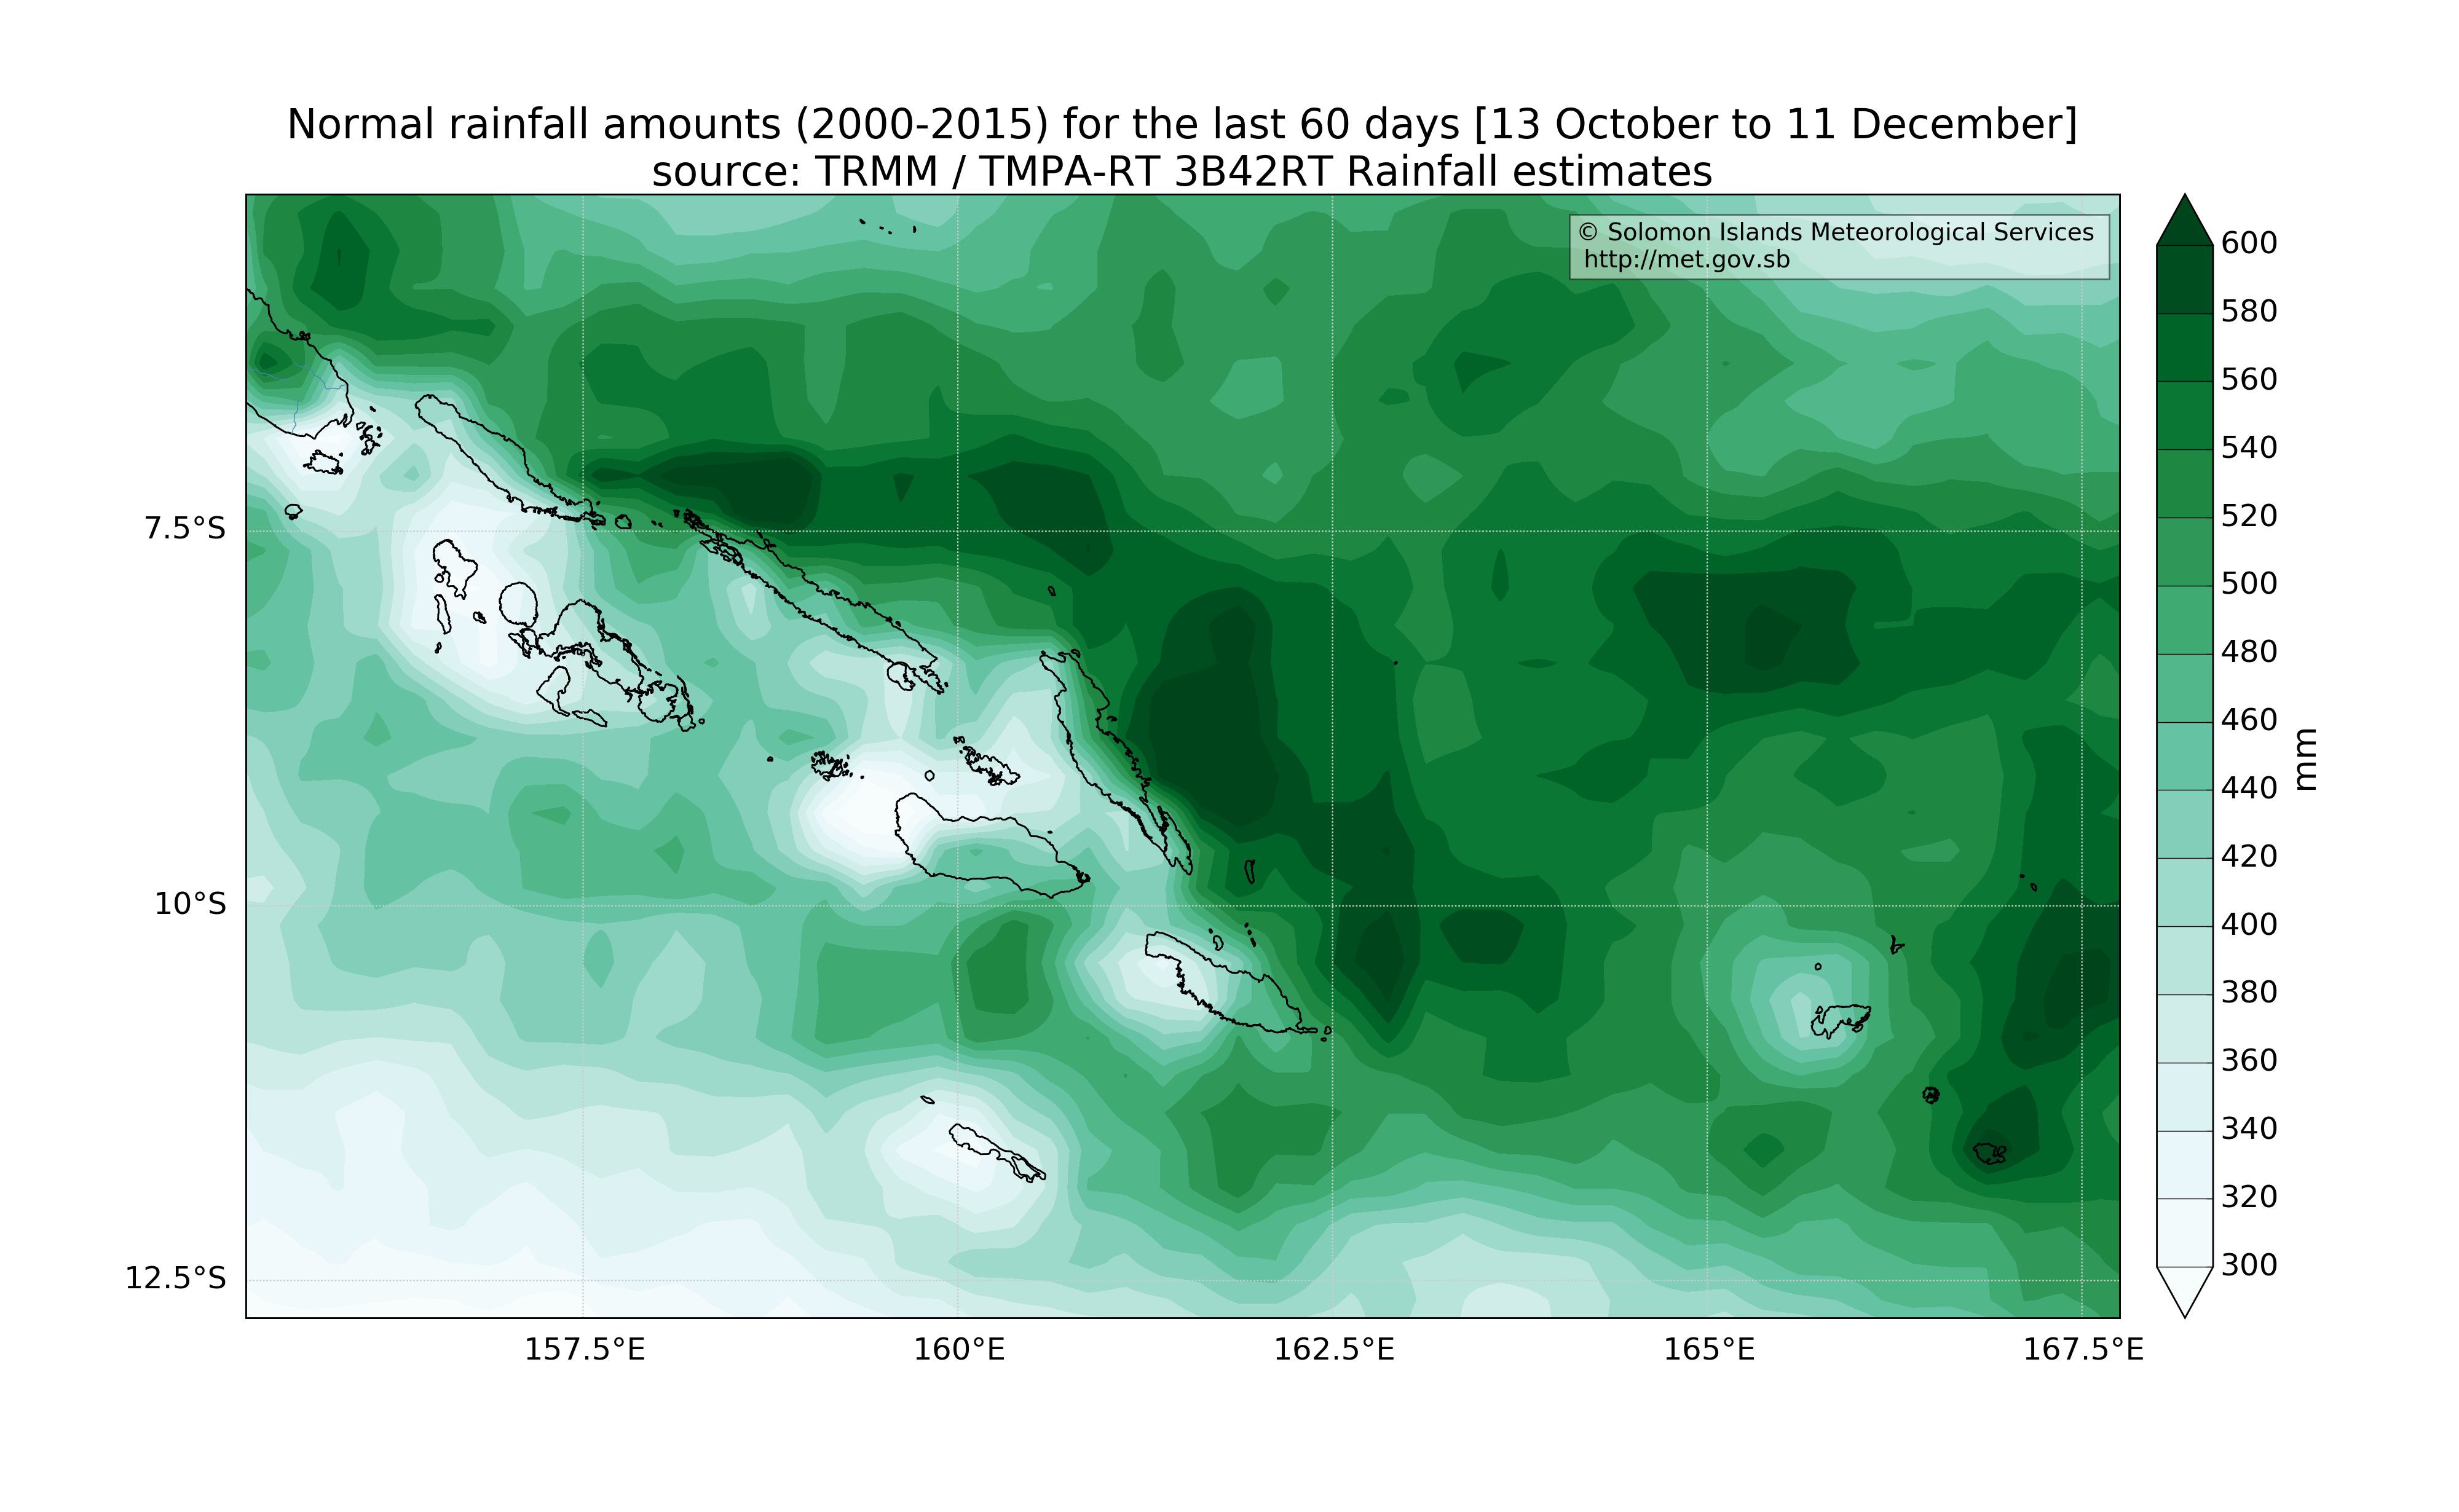 Normal rainfall amounts (2000-2015) for the last 60 days [13 October to 11 December]
source: TRMM / TMPA-RT 3B42RT Rainfall estimates
© Solomon Islands Meteorological Services
http://met.gov.sb
7.5°S
10°S
12.5°S
157.5°E
160°E
162.5°E
165°E
167.5°E
600
580
560
540
520
500
480
460
440
420
400
380
360
340
320
300
mm